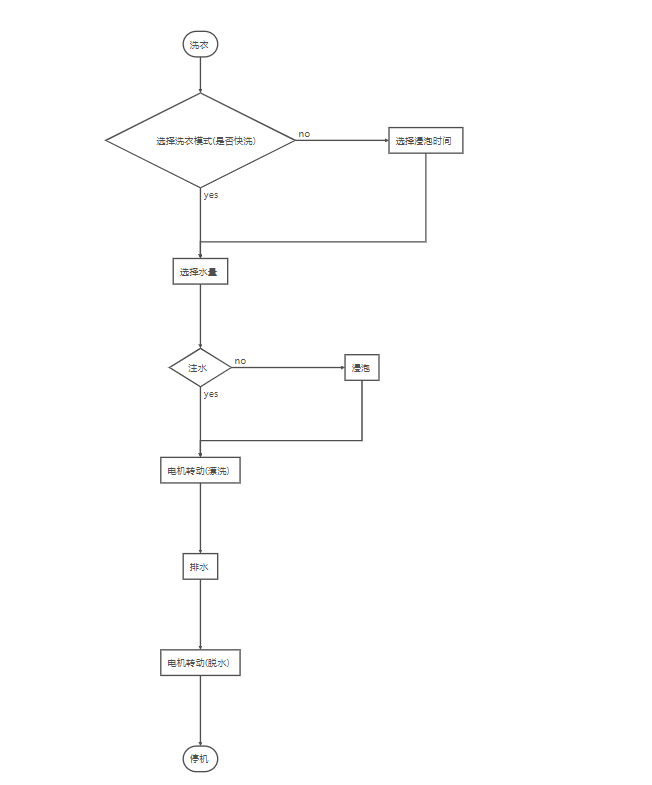 洗衣
选择洗衣模式(是否快洗)
no
选择浸泡时间
yes
选择水量
注水
no
浸泡
yes
电机转动(漂洗)
排水
电机转动(脱水)
停机